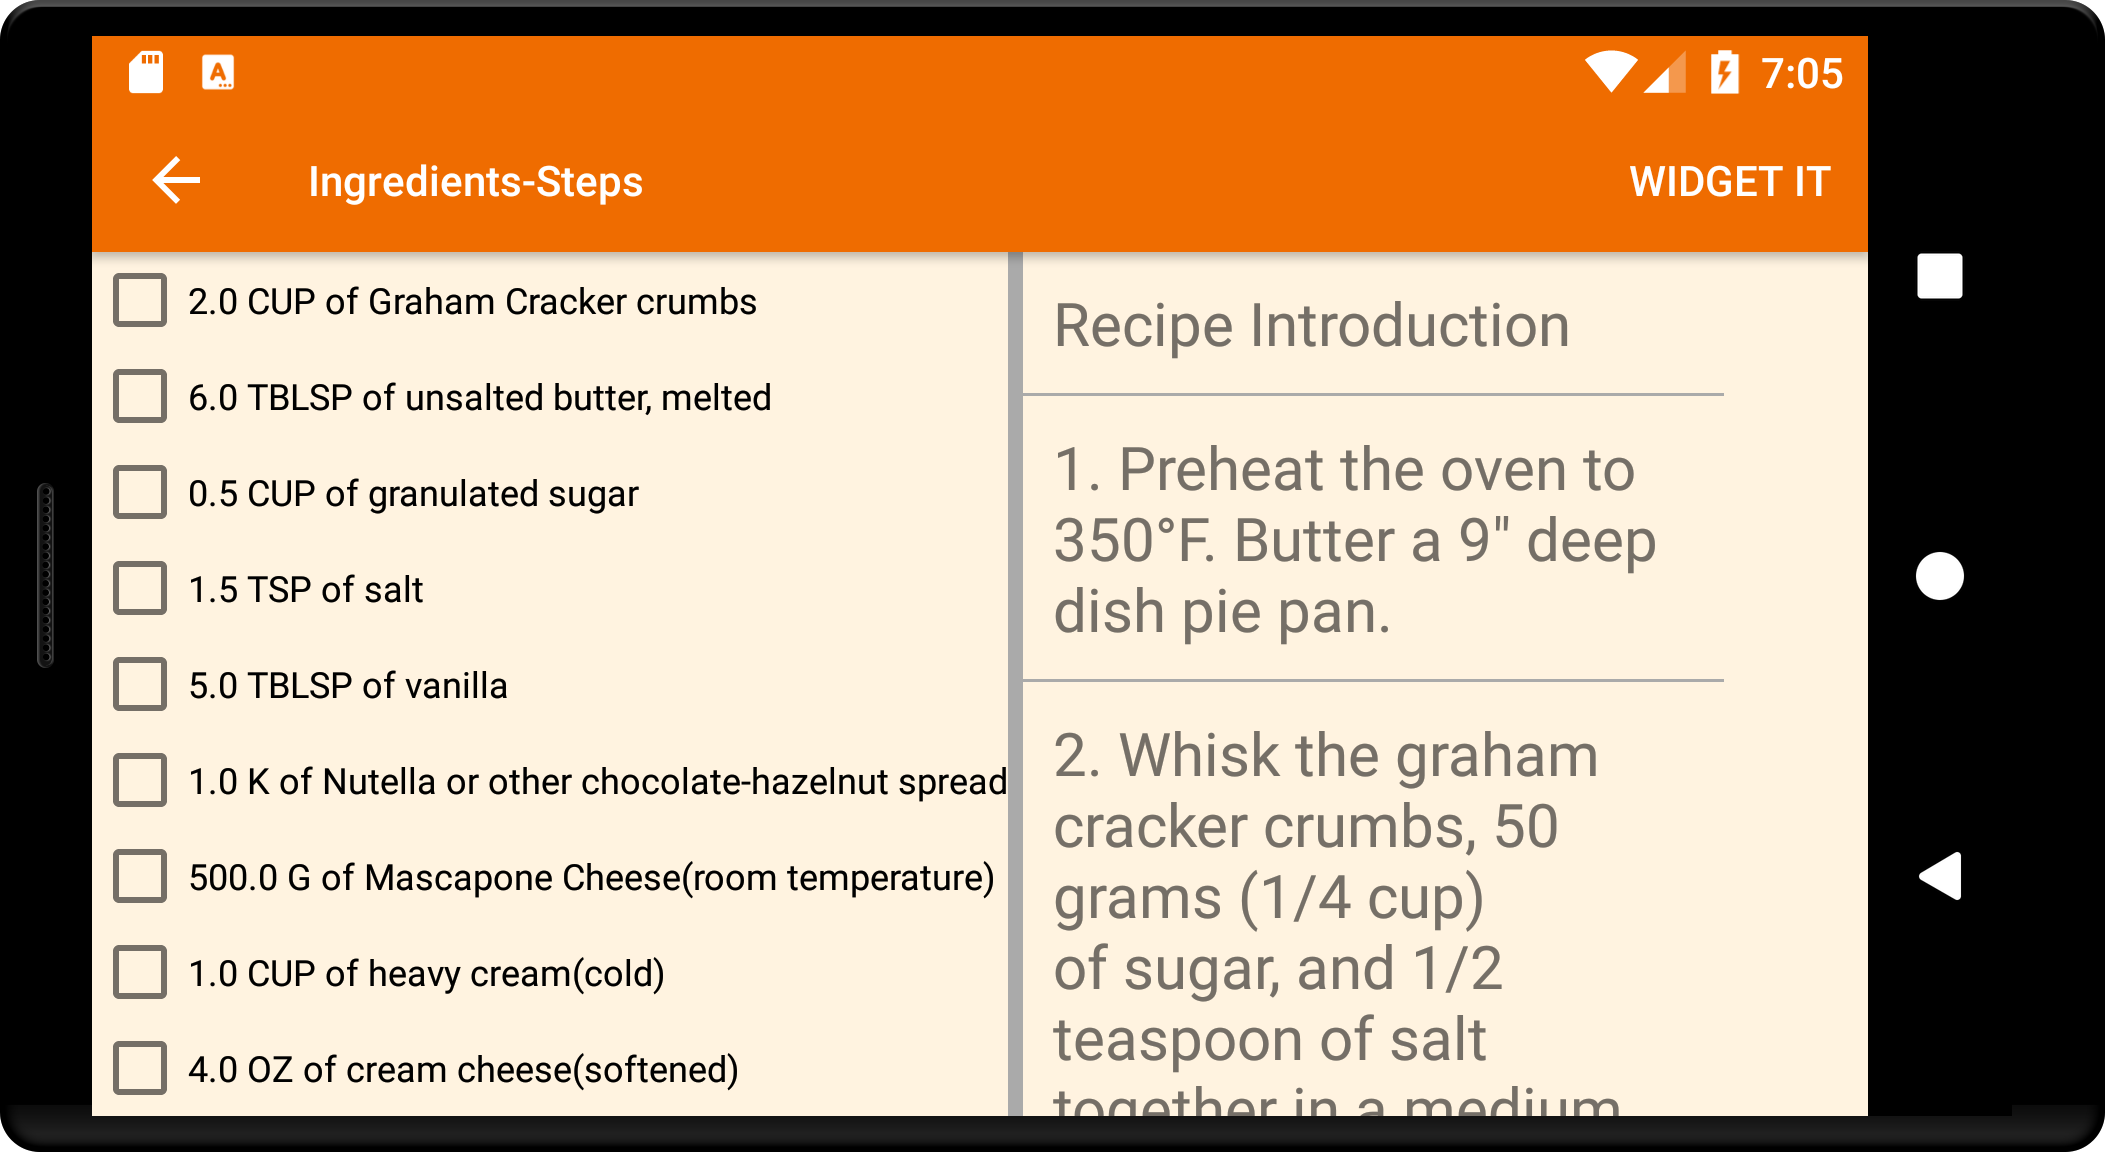 7:05
Ingredients-Steps
WIDGET IT
2.0 CUP of Graham Cracker crumbs
6.0 TBLSP of unsalted butter, melted
0.5 CUP of granulated sugar
1.5 TSP of salt
5.0 TBLSP of vanilla
1.0 K of Nutella or other chocolate-hazelnut spread
500.0 G of Mascapone Cheese(room temperature)
1.0 CUP of heavy cream(cold)
4.0 OZ of cream cheese(softened)
Recipe Introduction
1. Preheat the oven to
350°F. Butter a 9" deep
dish pie pan.
2. Whisk the graham
cracker crumbs, 50
grams (1/4 cup)
of sugar, and 1/2
teaspoon of salt
together in a medium